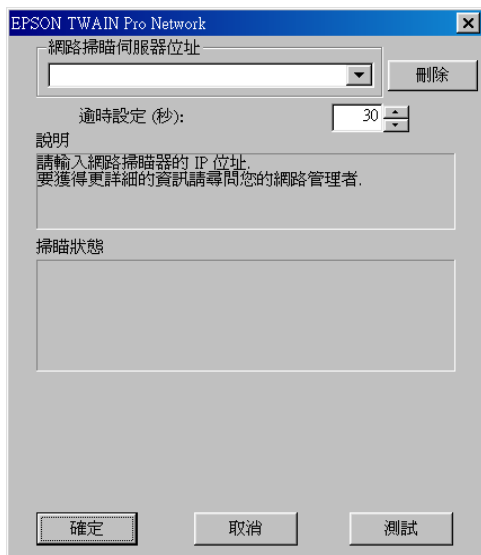 EPSON TWAIN Pro Network
網路掃瞄伺服器位址
刪除
逾時設定 (秒):
30
說明
請輸入網路掃瞄器的 IP 位址.
要獲得更詳細的資訊請尋問您的網路管理者.
掃瞄狀態
確定
取消
測試